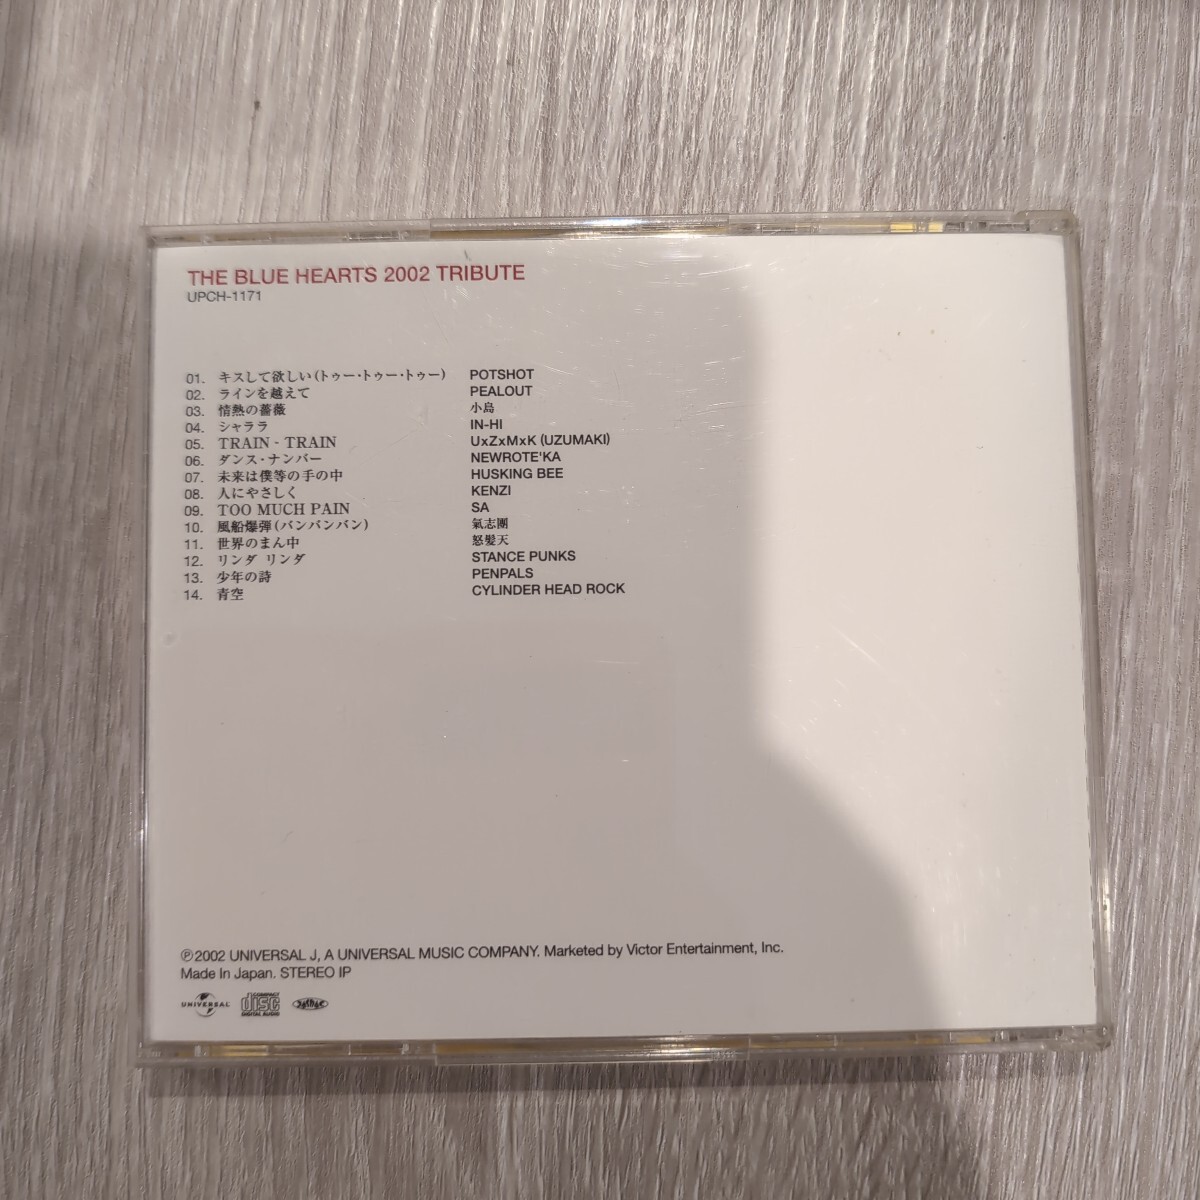 THE BLUE HEARTS 2002 TRIBUTE
UPCH-1171
01. キスして欲しい(トゥー・トゥー・トゥー) POTSHOT
02. ラインを越えて PEALOUT
03. 情熱の薔薇 小島
04. シャララ IN-HI
05. TRAIN - TRAIN UxZxMxK (UZUMAKI)
06. ダンス・ナンバー NEWROTE'KA
07. 未来は僕等の手の中 HUSKING BEE
08. 人にやさしく KENZI
09. TOO MUCH PAIN SA
10. 風船爆弾(バンバンバン) 氣志團
11. 世界のまん中 怒髪天
12. リンダ リンダ STANCE PUNKS
13. 少年の詩 PENPALS
14. 青空 CYLINDER HEAD ROCK
℗2002 UNIVERSAL J, A UNIVERSAL MUSIC COMPANY. Marketed by Victor Entertainment, Inc.
Made In Japan. STEREO IP
UNIVERSAL COMPACT disc DIGITAL AUDIO